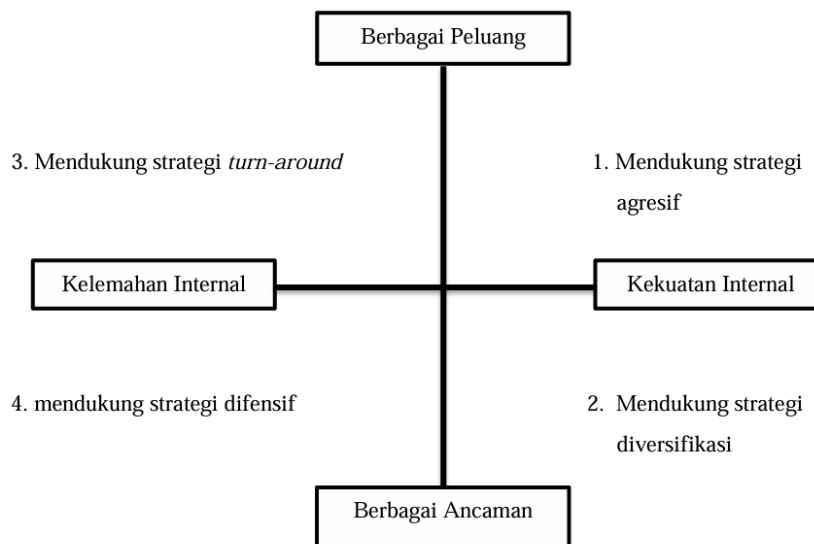 Berbagai Peluang
3. Mendukung strategi turn-around
1. Mendukung strategi
agresif
Kelemahan Internal
Kekuatan Internal
4. mendukung strategi difensif
2. Mendukung strategi
diversifikasi
Berbagai Ancaman